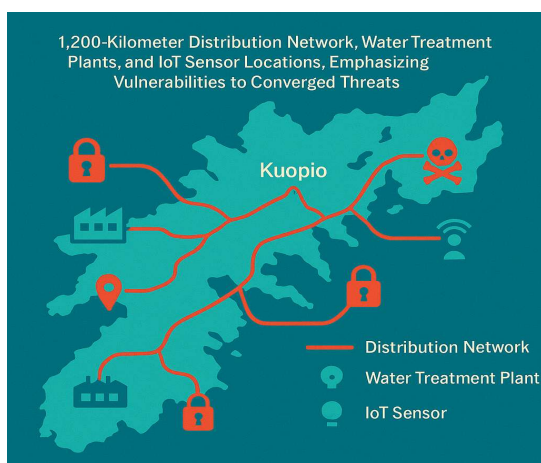 1,200-Kilometer Distribution Network, Water Treatment
Plants, and IoT Sensor Locations, Emphasizing
Vulnerabilities to Converged Threats
Kuopio
Distribution Network
Water Treatment Plant
IoT Sensor